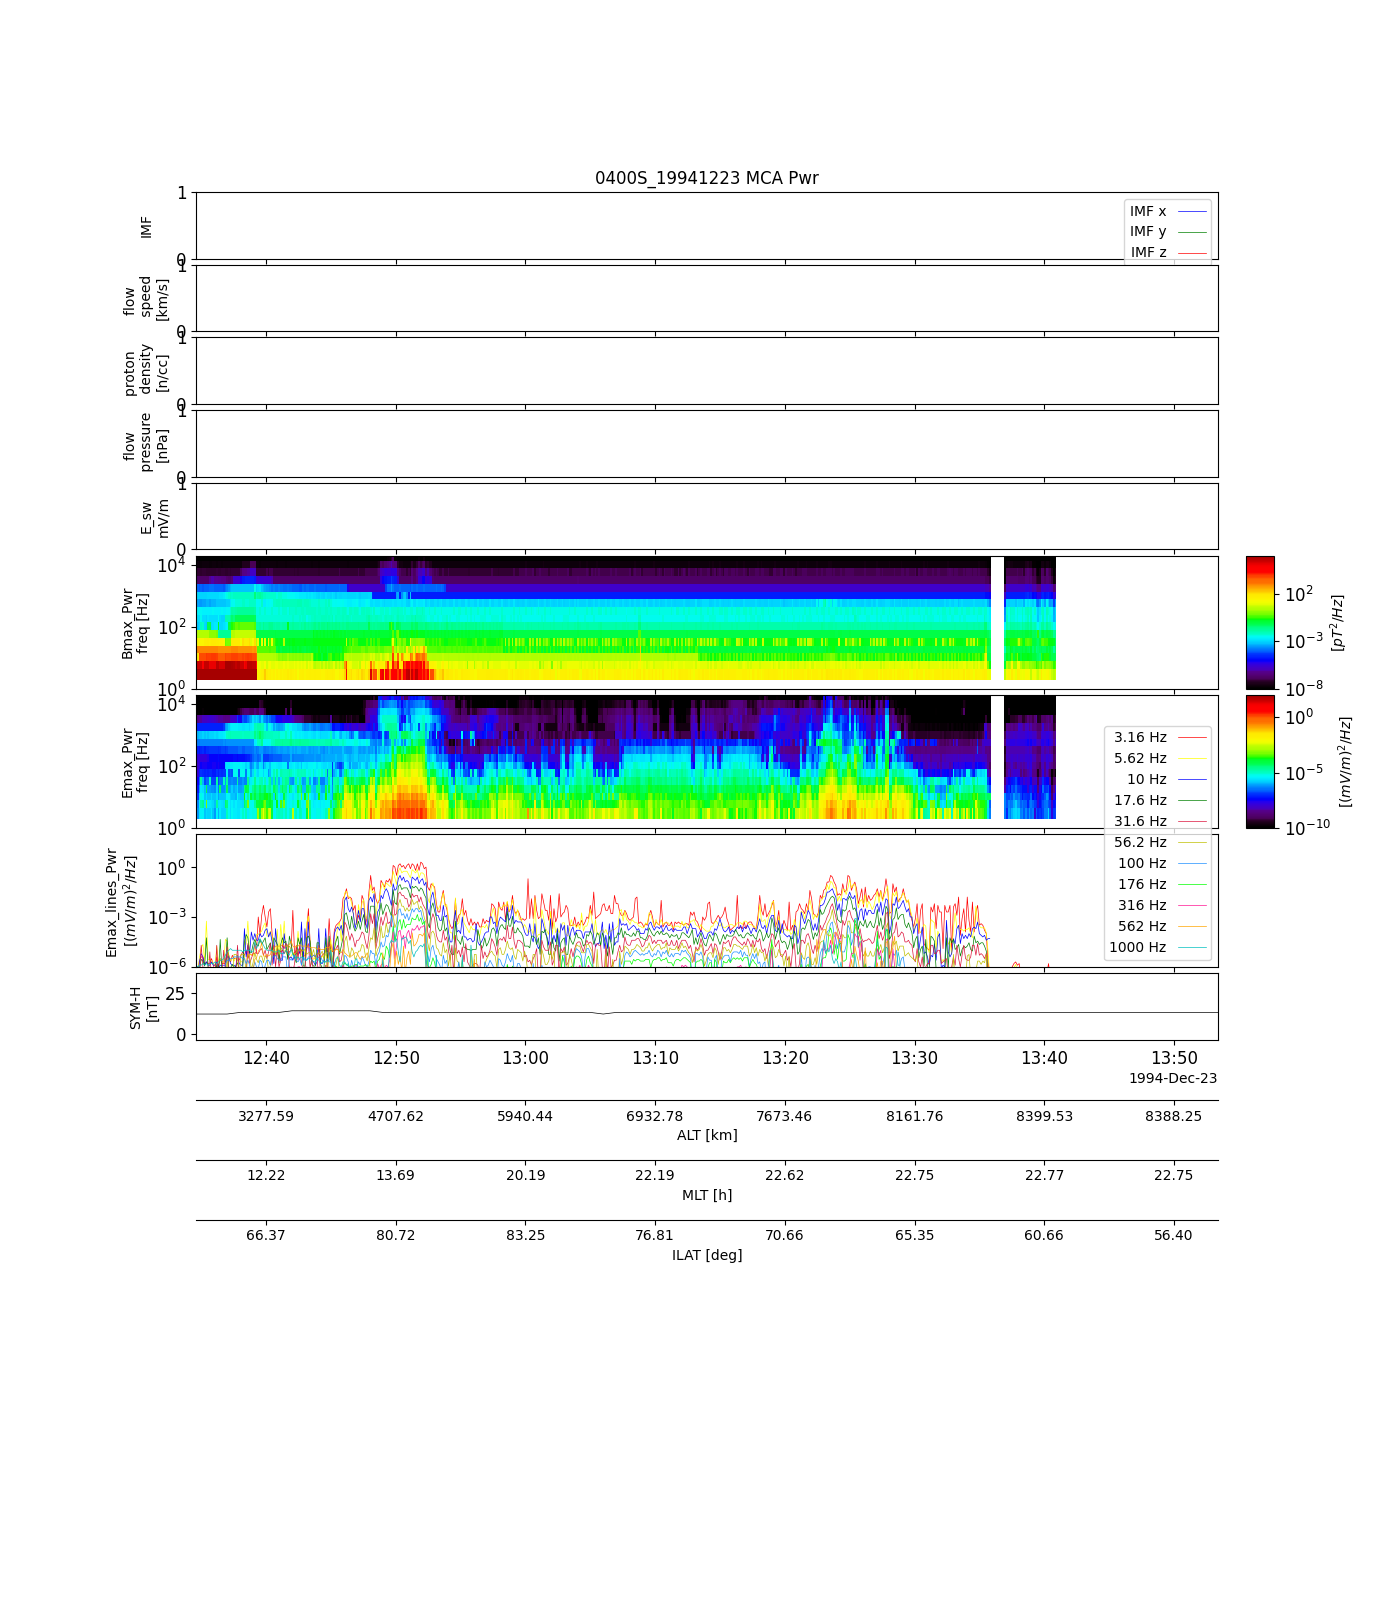 0400S_19941223 MCA Pwr
1
IMF
0
IMF x
IMF y
IMF z
1
flow
speed
[km/s]
0
1
proton
density
[n/cc]
0
1
flow
pressure
[nPa]
0
1
E_sw
mV/m
0
10^4
10^2
10^0
Bmax_Pwr
freq [Hz]
10^2
10^-3
10^-8
[pT^2/Hz]
10^4
10^2
10^0
Emax_Pwr
freq [Hz]
10^0
10^-5
10^-10
[(mV/m)^2/Hz]
3.16 Hz
5.62 Hz
10 Hz
17.6 Hz
31.6 Hz
56.2 Hz
100 Hz
176 Hz
316 Hz
562 Hz
1000 Hz
10^0
10^-3
10^-6
Emax_lines_Pwr
[(mV/m)^2/Hz]
25
0
SYM-H
[nT]
12:40 12:50 13:00 13:10 13:20 13:30 13:40 13:50
1994-Dec-23
3277.59 4707.62 5940.44 6932.78 7673.46 8161.76 8399.53 8388.25
ALT [km]
12.22 13.69 20.19 22.19 22.62 22.75 22.77 22.75
MLT [h]
66.37 80.72 83.25 76.81 70.66 65.35 60.66 56.40
ILAT [deg]